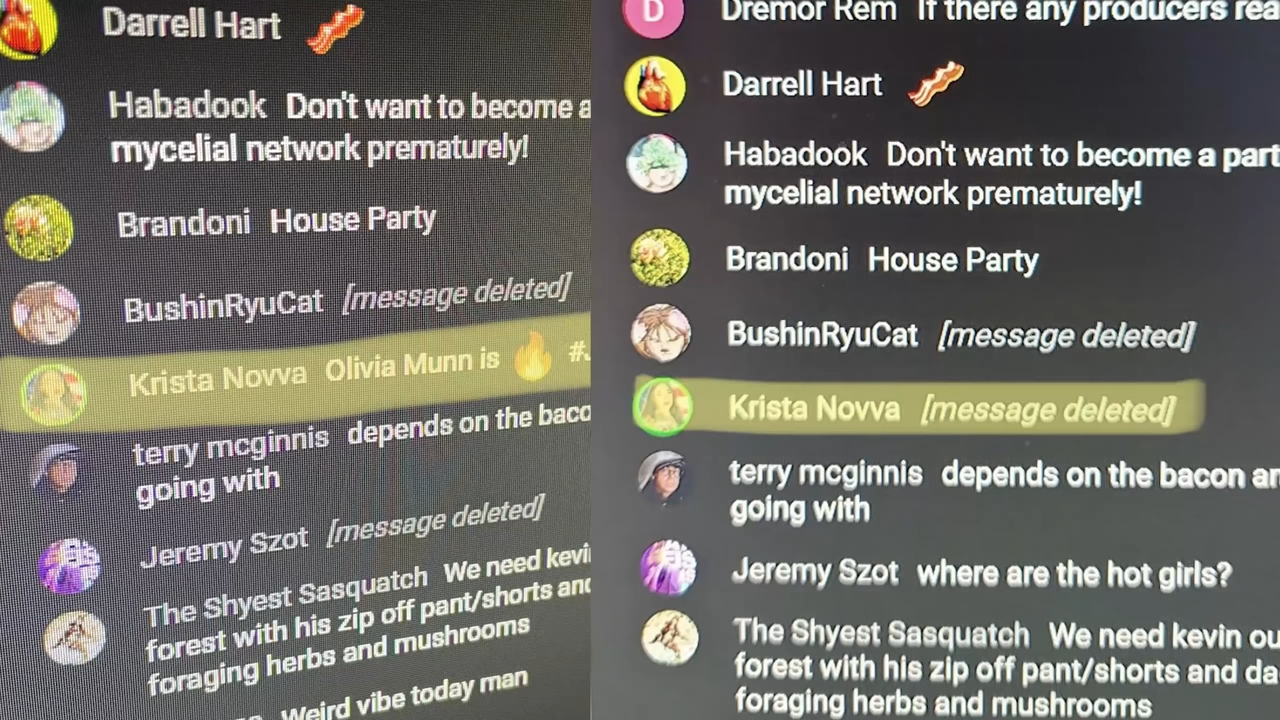 Darrell Hart
Habadook Don't want to become a
mycelial network prematurely!
Brandoni House Party
BushinRyuCat [message deleted]
Krista Novva Olivia Munn is #
terry mcginnis depends on the baco
going with
Jeremy Szot [message deleted]
The Shyest Sasquatch We need kevi
forest with his zip off pant/shorts and
foraging herbs and mushrooms
Weird vibe today man
D
Dremor Rem If there any producers rea
Darrell Hart
Habadook Don't want to become a part
mycelial network prematurely!
Brandoni House Party
BushinRyuCat [message deleted]
Krista Novva [message deleted]
terry mcginnis depends on the bacon an
going with
Jeremy Szot where are the hot girls?
The Shyest Sasquatch We need kevin ou
forest with his zip off pant/shorts and da
foraging herbs and mushrooms